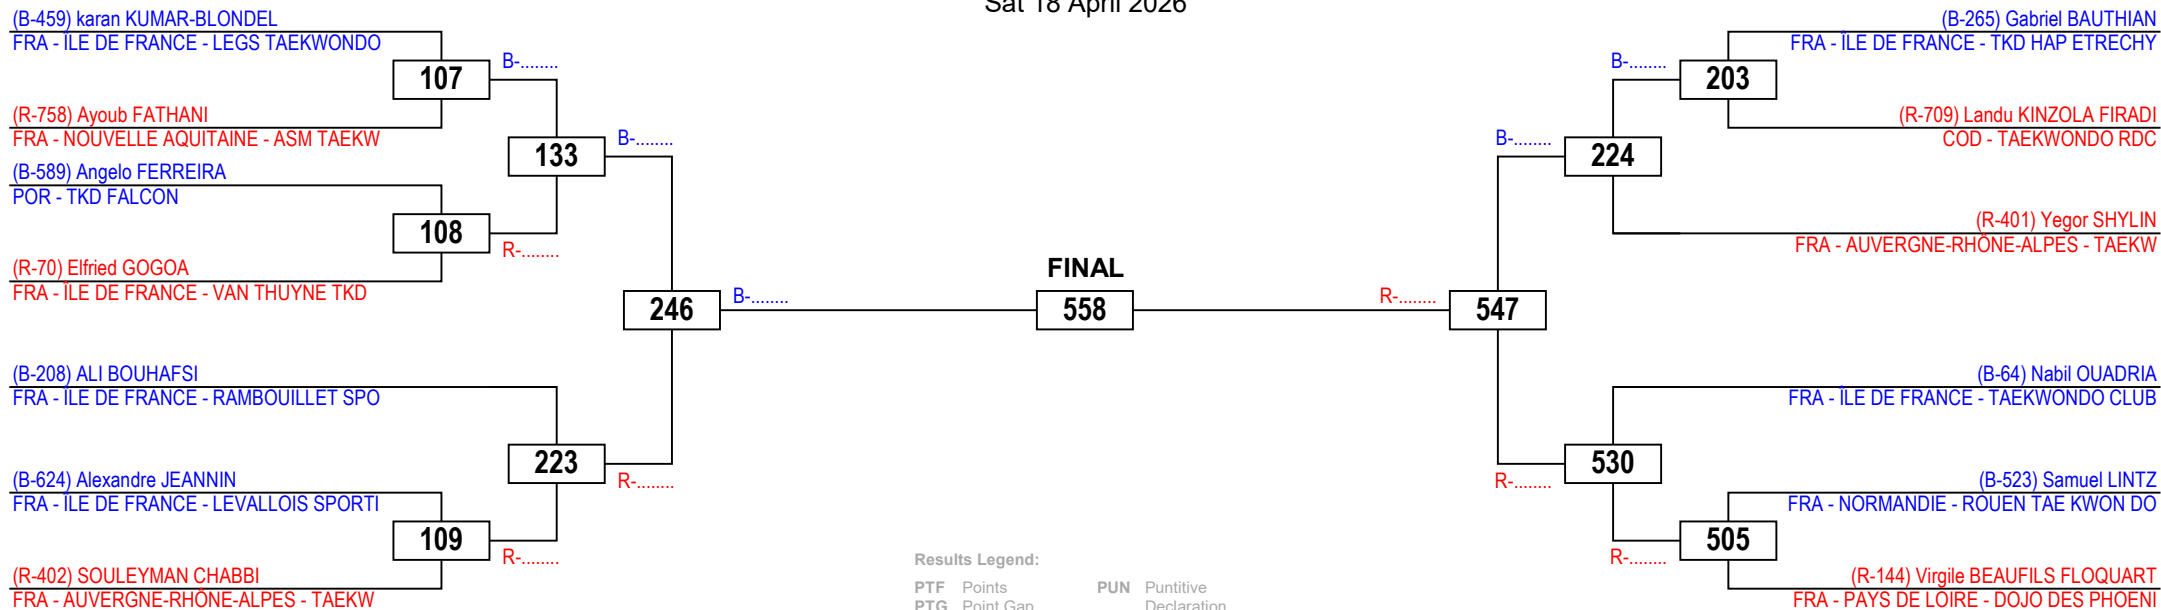 Sat 18 April 2026
(B-459) karan KUMAR-BLONDEL
FRA - ÎLE DE FRANCE - LEGS TAEKWONDO
107
B-........
(R-758) Ayoub FATHANI
FRA - NOUVELLE AQUITAINE - ASM TAEKW
133
B-........
(B-589) Angelo FERREIRA
POR - TKD FALCON
108
R-........
(R-70) Elfried GOGOA
FRA - ÎLE DE FRANCE - VAN THUYNE TKD
246
B-........
(B-208) ALI BOUHAFSI
FRA - ÎLE DE FRANCE - RAMBOUILLET SPO
223
R-........
(B-624) Alexandre JEANNIN
FRA - ÎLE DE FRANCE - LEVALLOIS SPORTI
109
R-........
(R-402) SOULEYMAN CHABBI
FRA - AUVERGNE-RHÔNE-ALPES - TAEKW
FINAL
558
(B-265) Gabriel BAUTHIAN
FRA - ÎLE DE FRANCE - TKD HAP ETRECHY
B-........
203
(R-709) Landu KINZOLA FIRADI
COD - TAEKWONDO RDC
B-........
224
(R-401) Yegor SHYLIN
FRA - AUVERGNE-RHÔNE-ALPES - TAEKW
R-........
547
(B-64) Nabil OUADRIA
FRA - ÎLE DE FRANCE - TAEKWONDO CLUB
530
R-........
(B-523) Samuel LINTZ
FRA - NORMANDIE - ROUEN TAE KWON DO
505
R-........
(R-144) Virgile BEAUFILS FLOQUART
FRA - PAYS DE LOIRE - DOJO DES PHOENI
Results Legend:
PTF Points PUN Puntitive
PTG Point Gap Declaration